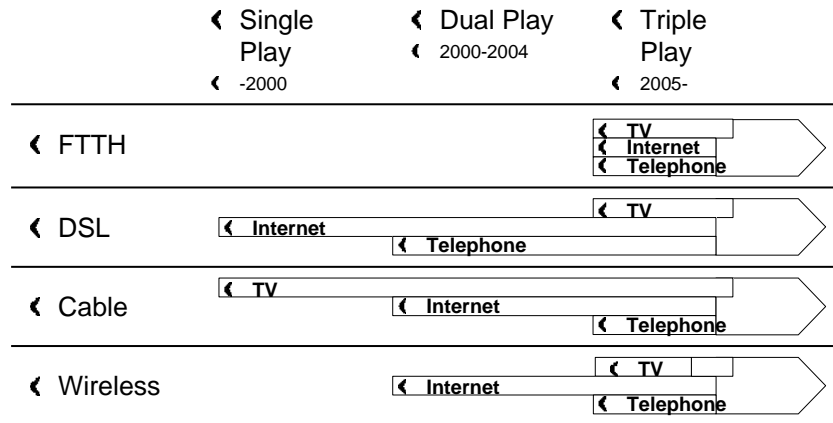 Single Play
-2000
Dual Play
2000-2004
Triple Play
2005-
FTTH
TV
Internet
Telephone
DSL
TV
Internet
Telephone
Cable
TV
Internet
Telephone
Wireless
TV
Internet
Telephone